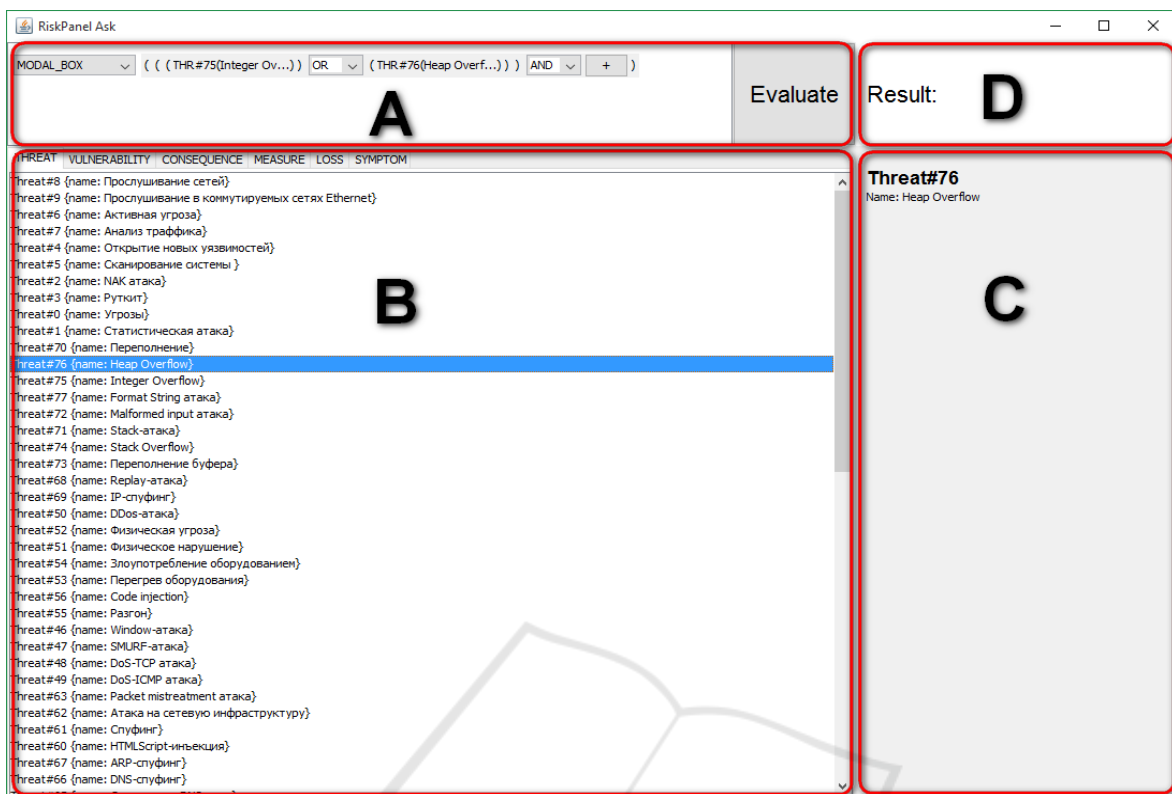 RiskPanel Ask
MODAL_BOX ( ( ( THR#75(Integer Ov...) ) OR ( THR#76(Heap Overf...) ) ) AND + )
Evaluate
Result:
A
D
THREAT VULNERABILITY CONSEQUENCE MEASURE LOSS SYMPTOM
Threat#8 {name: Прослушивание сетей}
Threat#9 {name: Прослушивание в коммутируемых сетях Ethernet}
Threat#6 {name: Активная угроза}
Threat#7 {name: Анализ траффика}
Threat#4 {name: Открытие новых уязвимостей}
Threat#5 {name: Сканирование системы }
Threat#2 {name: NAK атака}
Threat#3 {name: Руткит}
Threat#0 {name: Угрозы}
Threat#1 {name: Статистическая атака}
Threat#70 {name: Переполнение}
Threat#76 {name: Heap Overflow}
Threat#75 {name: Integer Overflow}
Threat#77 {name: Format String атака}
Threat#72 {name: Malformed input атака}
Threat#71 {name: Stack-атака}
Threat#74 {name: Stack Overflow}
Threat#73 {name: Переполнение буфера}
Threat#68 {name: Replay-атака}
Threat#69 {name: IP-спуфинг}
Threat#50 {name: DDos-атака}
Threat#52 {name: Физическая угроза}
Threat#51 {name: Физическое нарушение}
Threat#54 {name: Злоупотребление оборудованием}
Threat#53 {name: Перегрев оборудования}
Threat#56 {name: Code injection}
Threat#55 {name: Разгон}
Threat#46 {name: Window-атака}
Threat#47 {name: SMURF-атака}
Threat#48 {name: DoS-TCP атака}
Threat#49 {name: DoS-ICMP атака}
Threat#63 {name: Packet mistreatment атака}
Threat#62 {name: Атака на сетевую инфраструктуру}
Threat#61 {name: Спуфинг}
Threat#60 {name: HTMLScript-инъекция}
Threat#67 {name: ARP-спуфинг}
Threat#66 {name: DNS-спуфинг}
B
Threat#76
Name: Heap Overflow
C